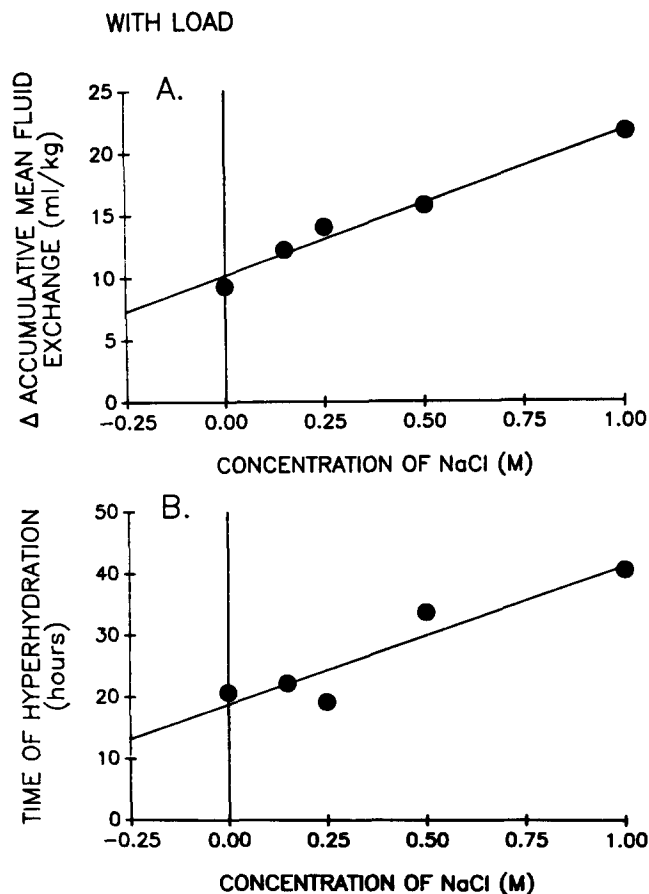 WITH LOAD
A.
Δ ACCUMULATIVE MEAN FLUID
EXCHANGE (ml/kg)
25
20
15
10
5
0
-0.25 0.00 0.25 0.50 0.75 1.00
CONCENTRATION OF NaCl (M)
B.
TIME OF HYPERHYDRATION
(hours)
50
40
30
20
10
0
-0.25 0.00 0.25 0.50 0.75 1.00
CONCENTRATION OF NaCl (M)